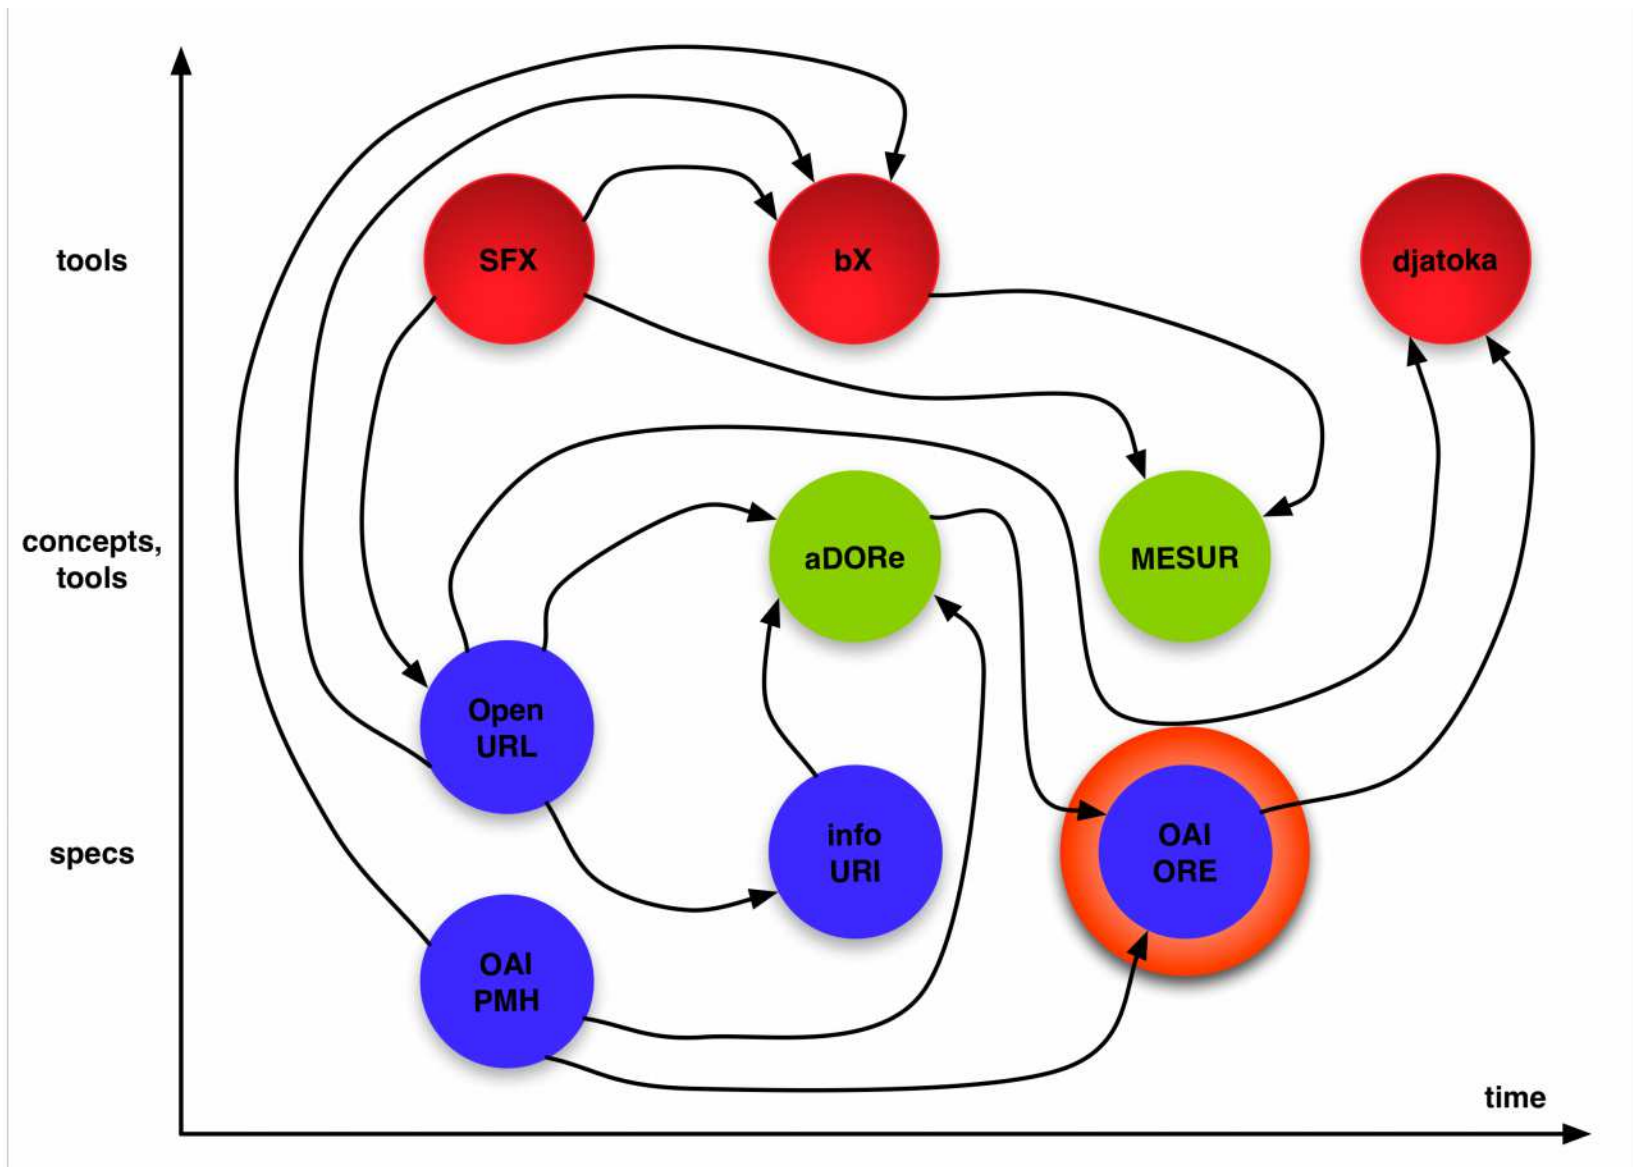 tools
SFX
bX
djatoka
concepts,
tools
aDORe
MESUR
Open
URL
specs
info
URI
OAI
ORE
OAI
PMH
time